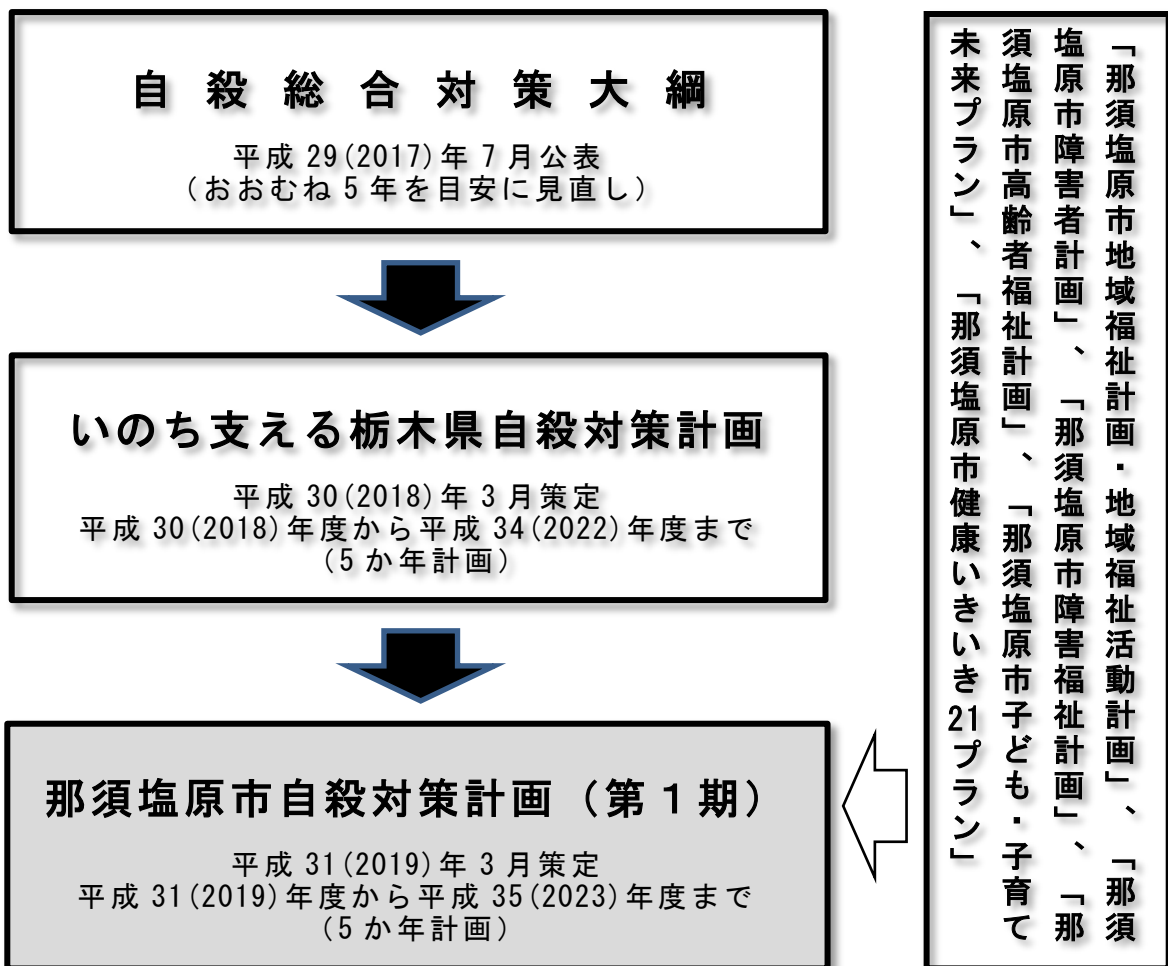 自殺総合対策大綱
平成29(2017)年7月公表
（おおむね5年を目安に見直し）
いのち支える栃木県自殺対策計画
平成30(2018)年3月策定
平成30(2018)年度から平成34(2022)年度まで
（5か年計画）
那須塩原市自殺対策計画（第1期）
平成31(2019)年3月策定
平成31(2019)年度から平成35(2023)年度まで
（5か年計画）
「那須塩原市地域福祉計画・地域福祉活動計画」、「那須
塩原市障害者計画」、「那須塩原市障害福祉計画」、「那
須塩原市高齢者福祉計画」、「那須塩原市子ども・子育て
未来プラン」、「那須塩原市健康いきいき21プラン」